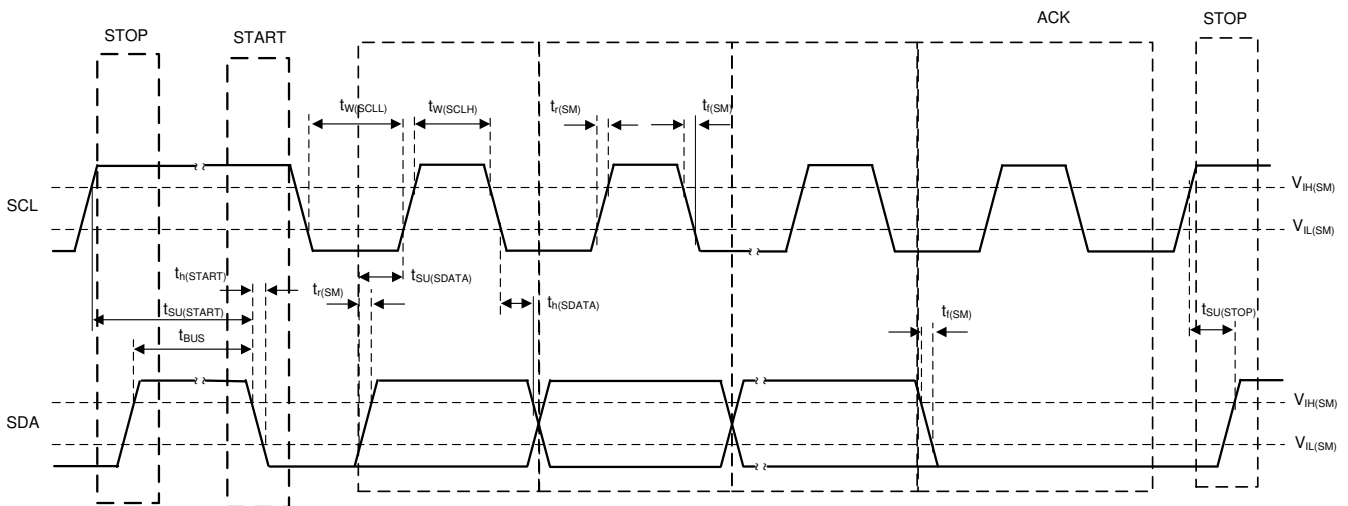 STOP
START
ACK
STOP
tW(SCLL)
tW(SCLH)
tr(SM)
tf(SM)
SCL
VIH(SM)
VIL(SM)
th(START)
tSU(START)
tBUS
tr(SM)
tSU(SDATA)
th(SDATA)
tf(SM)
tSU(STOP)
SDA
VIH(SM)
VIL(SM)